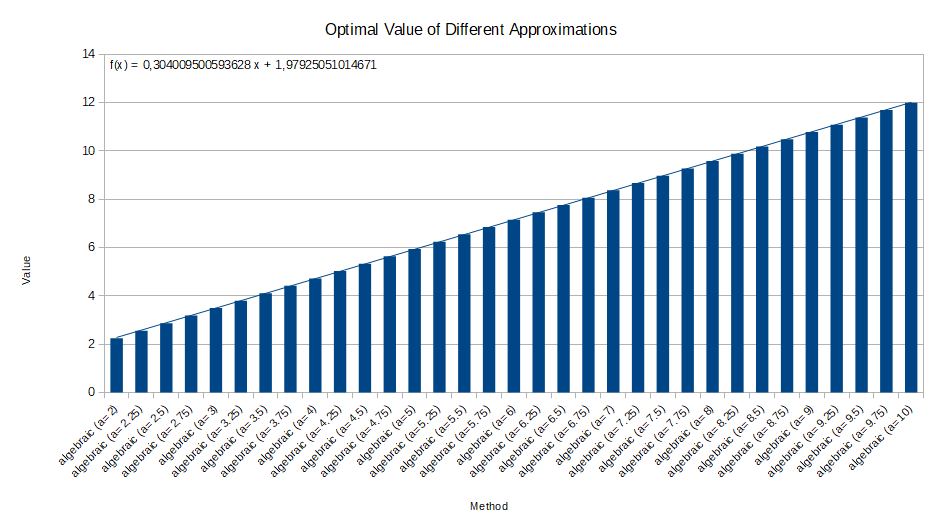 Optimal Value of Different Approximations
14
f(x) = 0,304009500593628 x + 1,97925051014671
12
10
8
6
4
2
0
Value
algebraic (a= 2)
algebraic (a= 2.25)
algebraic (a= 2.5)
algebraic (a= 2.75)
algebraic (a= 3)
algebraic (a= 3.25)
algebraic (a= 3.5)
algebraic (a= 3.75)
algebraic (a= 4)
algebraic (a= 4.25)
algebraic (a= 4.5)
algebraic (a= 4.75)
algebraic (a= 5)
algebraic (a= 5.25)
algebraic (a= 5.5)
algebraic (a= 5.75)
algebraic (a= 6)
algebraic (a= 6.25)
algebraic (a= 6.5)
algebraic (a= 6.75)
algebraic (a= 7)
algebraic (a= 7.25)
algebraic (a= 7.5)
algebraic (a= 7.75)
algebraic (a= 8)
algebraic (a= 8.25)
algebraic (a= 8.5)
algebraic (a= 8.75)
algebraic (a= 9)
algebraic (a= 9.25)
algebraic (a= 9.5)
algebraic (a= 9.75)
algebraic (a= 10)
Method